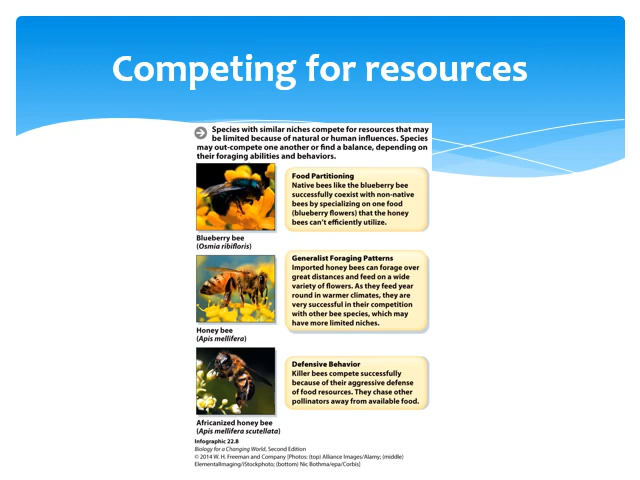 Competing for resources
Species with similar niches compete for resources that may
be limited because of natural or human influences. Species
may out-compete one another or find a balance, depending on
their foraging abilities and behaviors.
Food Partitioning
Native bees like the blueberry bee
successfully coexist with non-native
bees by specializing on one food
(blueberry flowers) that the honey
bees can't efficiently utilize.
Blueberry bee
(Osmia ribifloris)
Generalist Foraging Patterns
Imported honey bees can forage over
great distances and feed on a wide
variety of flowers. As they feed year
round in warmer climates, they are
very successful in their competition
with other bee species, which may
have more limited niches.
Honey bee
(Apis mellifera)
Defensive Behavior
Killer bees compete successfully
because of their aggressive defense
of food resources. They chase other
pollinators away from available food.
Africanized honey bee
(Apis mellifera scutellata)
Infographic 22.8
Biology for a Changing World, Second Edition
© 2014 W. H. Freeman and Company [Photos: (top) Alliance Images/Alamy; (middle)
ElementalImaging/iStockphoto; (bottom) Nic Bothma/epa/Corbis]